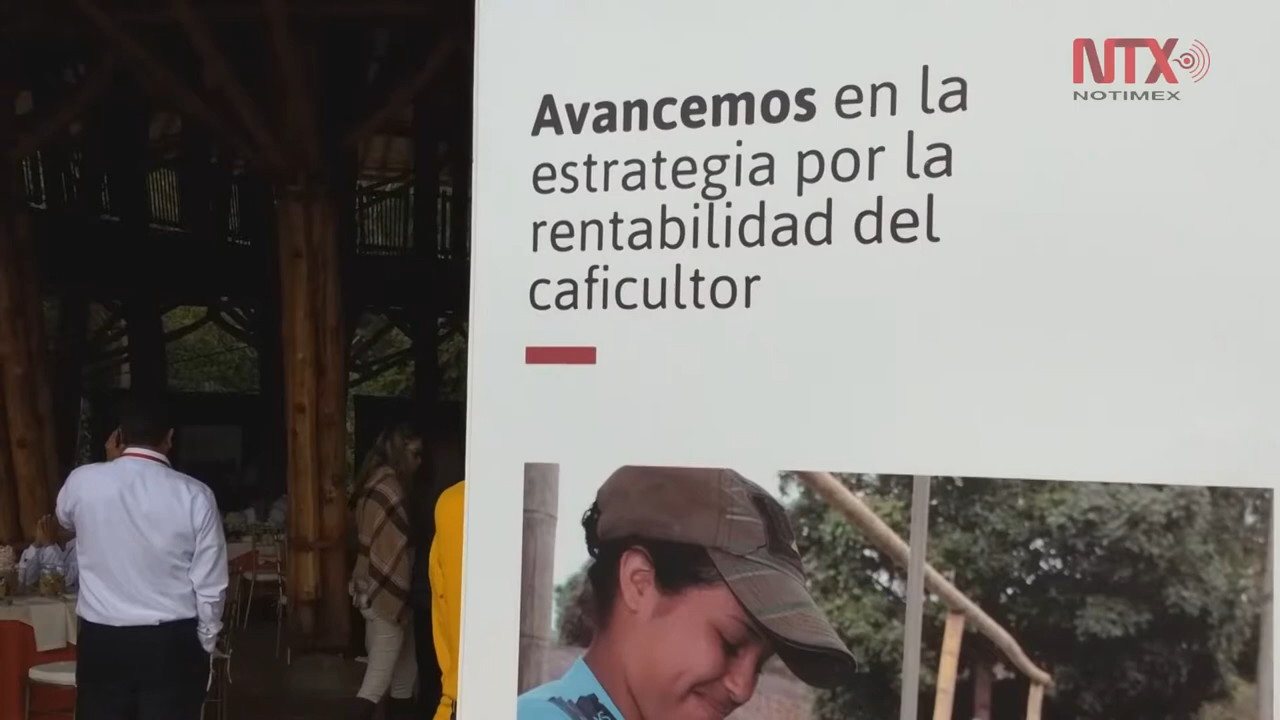 Avancemos en la
estrategia por la
rentabilidad del
caficultor
NTX
NOTIMEX